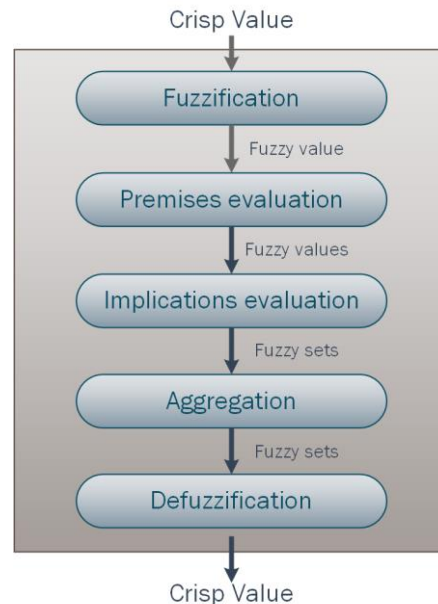 Crisp Value
Fuzzification
Fuzzy value
Premises evaluation
Fuzzy values
Implications evaluation
Fuzzy sets
Aggregation
Fuzzy sets
Defuzzification
Crisp Value